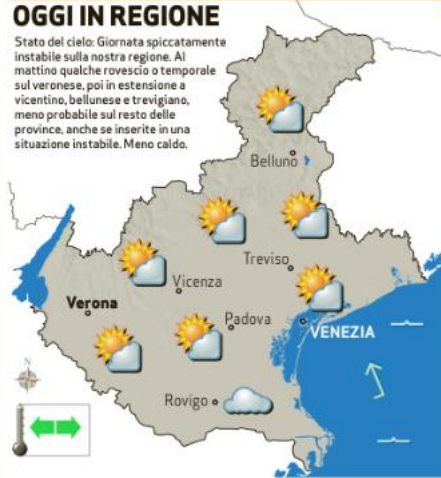 OGGI IN REGIONE
Stato del cielo: Giornata spiccatamente
instabile sulla nostra regione. Al
mattino qualche rovescio o temporale
sul veronese, poi in estensione a
vicentino, bellunese e trevigiano,
meno probabile sul resto delle
province, anche se inserite in una
situazione instabile. Meno caldo.
Belluno
Treviso
Vicenza
Verona
Padova
VENEZIA
Rovigo
N